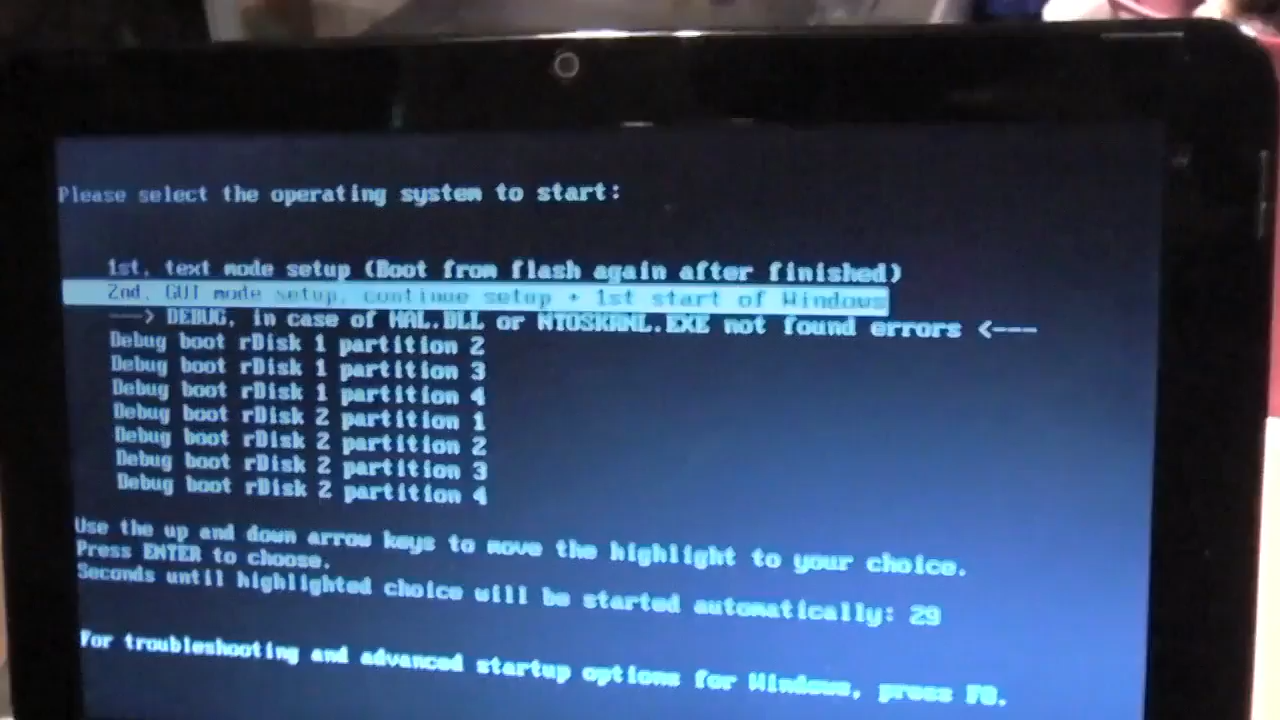 Please select the operating system to start:
1st, text mode setup (Boot from flash again after finished)
2nd, GUI mode setup, continue setup + 1st start of Windows
---> DEBUG, in case of HAL.DLL or NTOSKRNL.EXE not found errors <---
Debug boot rDisk 1 partition 2
Debug boot rDisk 1 partition 3
Debug boot rDisk 1 partition 4
Debug boot rDisk 2 partition 1
Debug boot rDisk 2 partition 2
Debug boot rDisk 2 partition 3
Debug boot rDisk 2 partition 4
Use the up and down arrow keys to move the highlight to your choice.
Press ENTER to choose.
Seconds until highlighted choice will be started automatically: 29
For troubleshooting and advanced startup options for Windows, press F8.